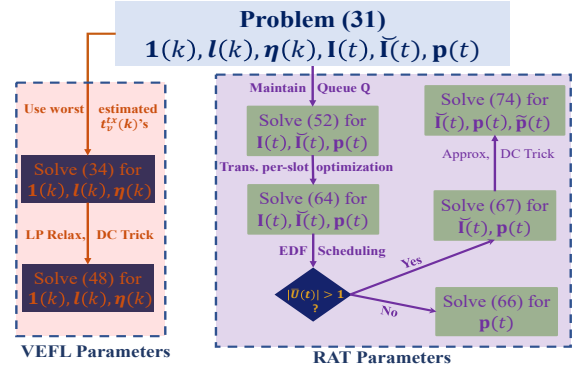 Problem (31)
𝟏(k), 𝒍(k), 𝜼(k), 𝐈(t), 𝐈̆(t), 𝐩(t)
Use worst estimated
t_v^{tx}(k)'s
Solve (34) for
𝟏(k), 𝒍(k), 𝜼(k)
LP Relax, DC Trick
Solve (48) for
𝟏(k), 𝒍(k), 𝜼(k)
VEFL Parameters
Maintain Queue Q
Solve (52) for
𝐈(t), 𝐈̆(t), 𝐩(t)
Trans. per-slot optimization
Solve (64) for
𝐈(t), 𝐈̆(t), 𝐩(t)
EDF Scheduling
|Ū(t)| > 1
?
Yes
No
Solve (74) for
𝐈̆(t), 𝐩(t), 𝐩̃(t)
Approx, DC Trick
Solve (67) for
𝐈̆(t), 𝐩(t)
Solve (66) for
𝐩(t)
RAT Parameters